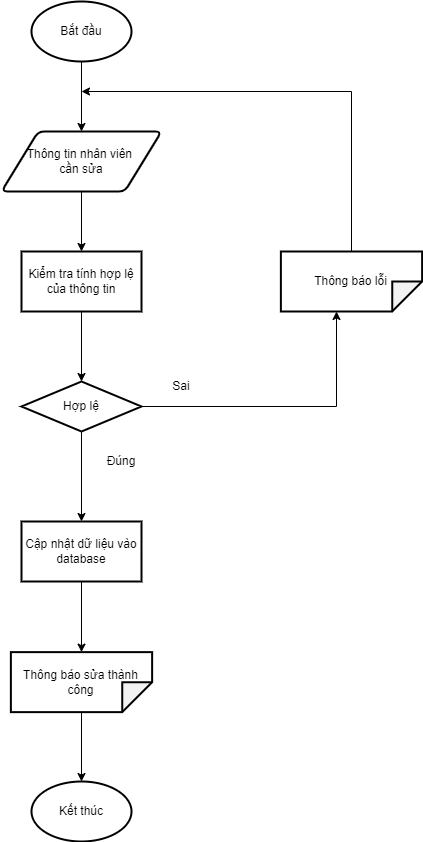 Bắt đầu
Thông tin nhân viên
cần sửa
Kiểm tra tính hợp lệ
của thông tin
Thông báo lỗi
Sai
Hợp lệ
Đúng
Cập nhật dữ liệu vào
database
Thông báo sửa thành
công
Kết thúc